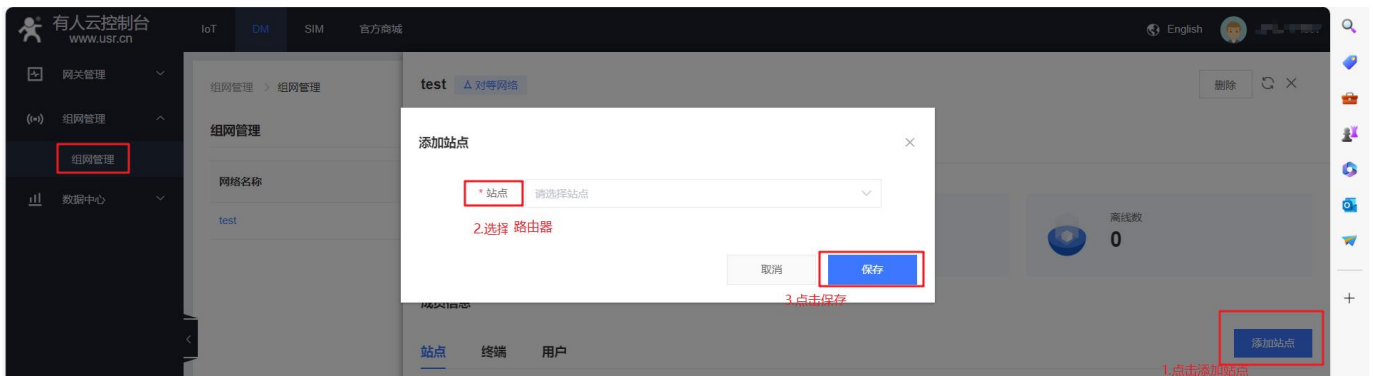 有人云控制台
www.usr.cn
IoT DM SIM 官方商城
English
网关管理
组网管理
组网管理
数据中心
组网管理 > 组网管理
组网管理
网络名称
test
test 对等网络
删除
添加站点
* 站点 请选择站点
2.选择 路由器
取消 保存
3.点击保存
离线数
0
成员信息
添加站点
1.点击添加站点
站点 终端 用户